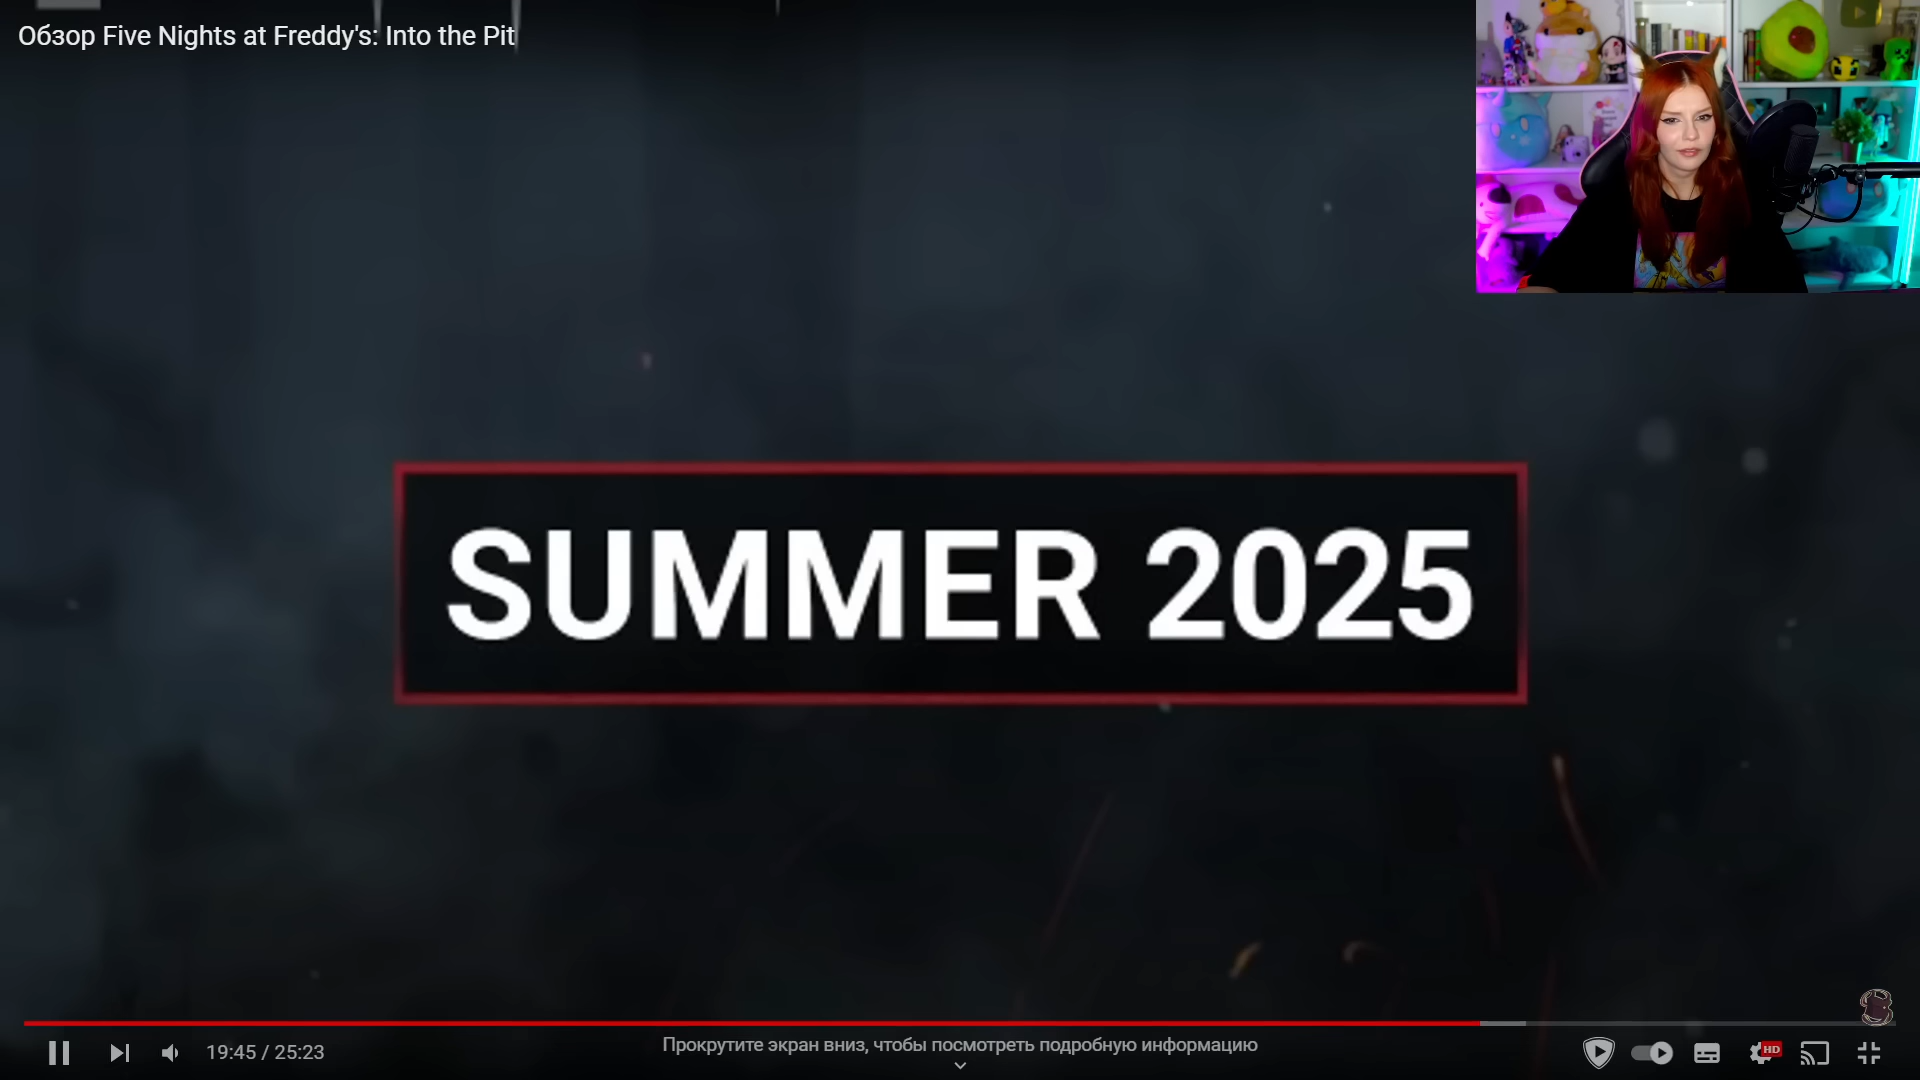 Обзор Five Nights at Freddy's: Into the Pit
SUMMER 2025
19:45 / 25:23
Прокрутите экран вниз, чтобы посмотреть подробную информацию
HD